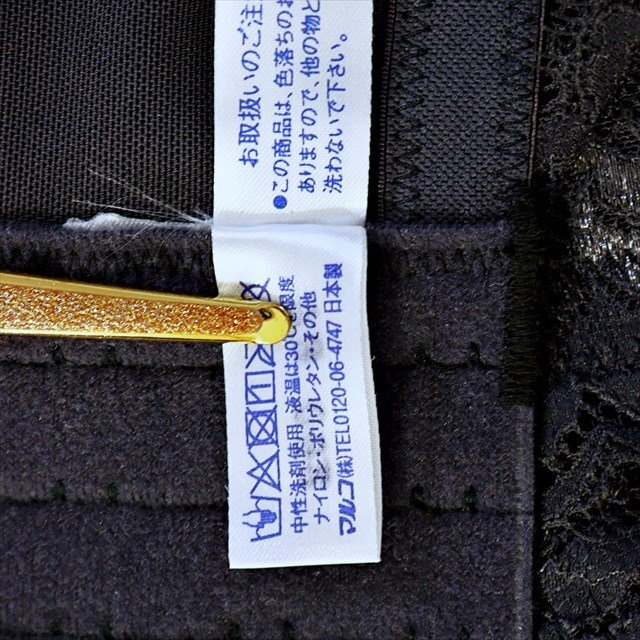 お取扱いのご注
●この商品は、色落ちのお
ありますので、他の物と
洗わないで下さい。
中性洗剤使用 液温は30 限度
ナイロン・ポリウレタン・その他
マルコ(株)TEL0120-06-4747 日本製